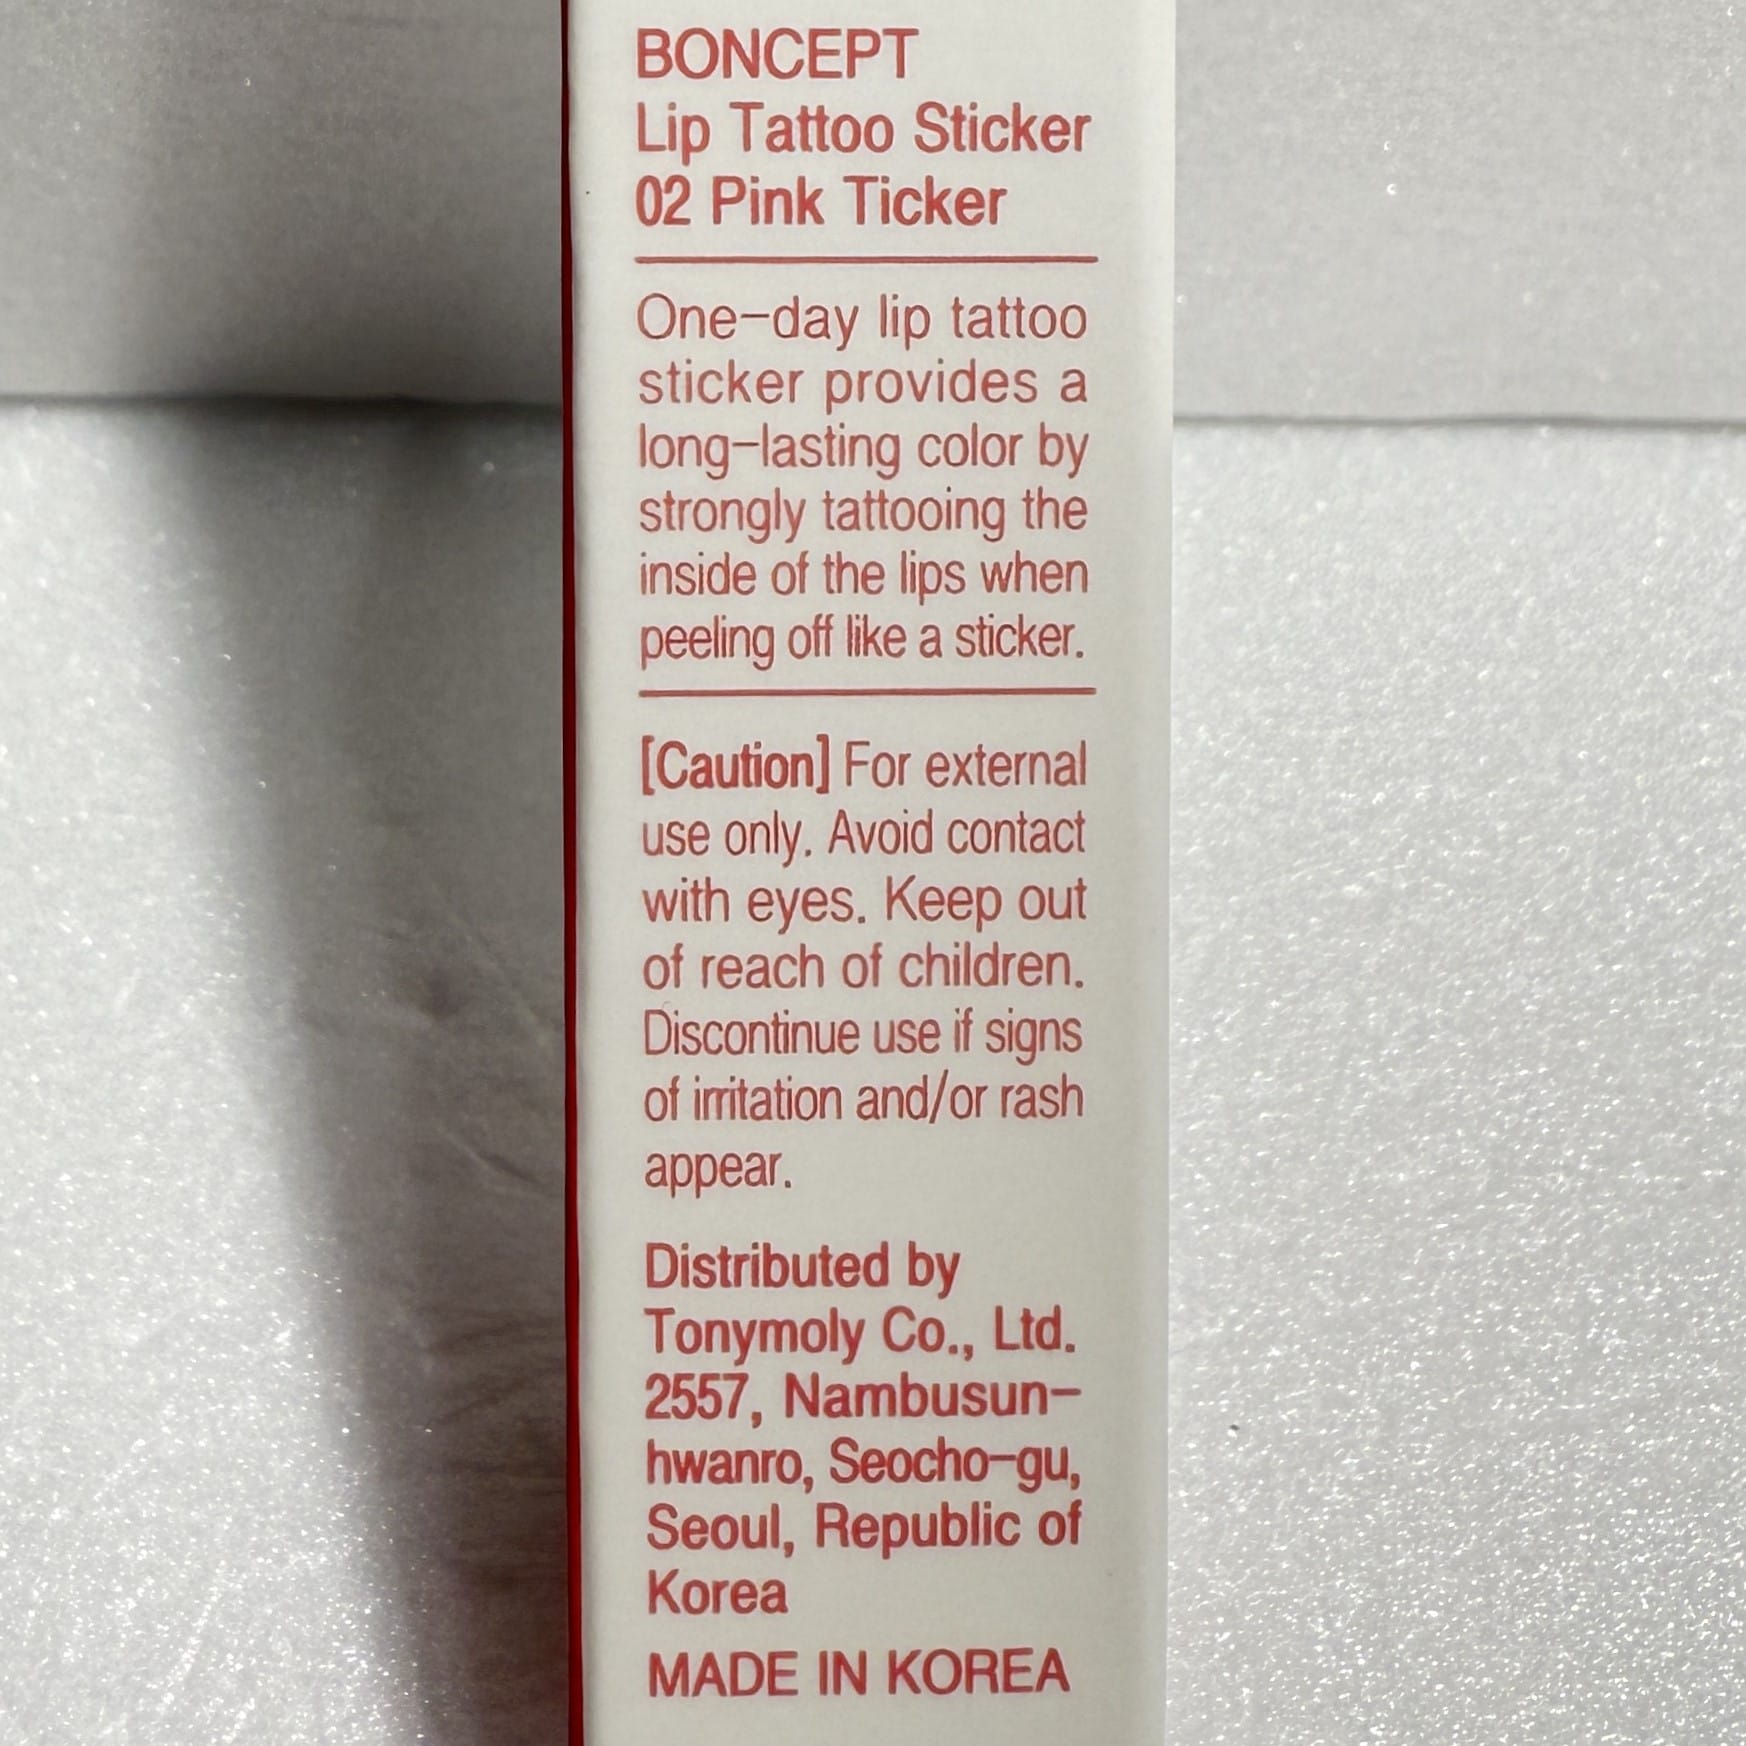 BONCEPT
Lip Tattoo Sticker
02 Pink Ticker
One-day lip tattoo
sticker provides a
long-lasting color by
strongly tattooing the
inside of the lips when
peeling off like a sticker.
[Caution] For external
use only. Avoid contact
with eyes. Keep out
of reach of children.
Discontinue use if signs
of irritation and/or rash
appear.
Distributed by
Tonymoly Co., Ltd.
2557, Nambusun-
hwanro, Seocho-gu,
Seoul, Republic of
Korea
MADE IN KOREA